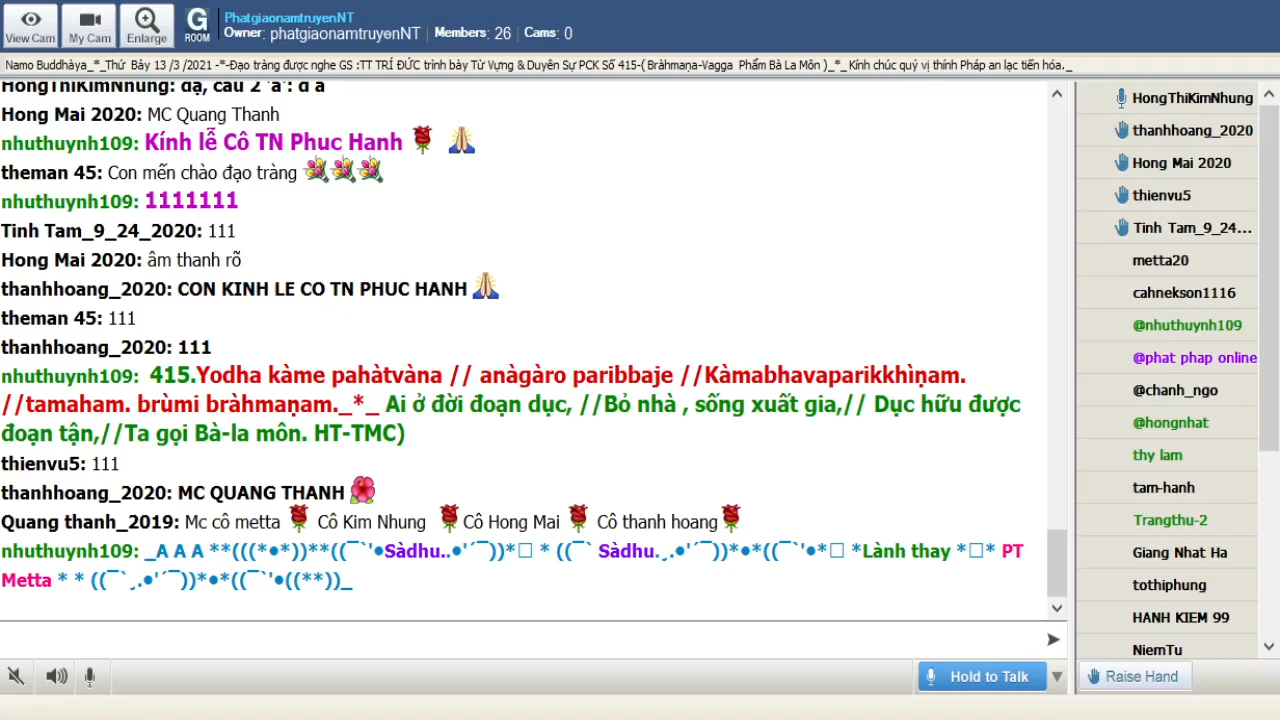 View Cam
My Cam
Enlarge
G
ROOM
PhatgiaonamtruyenNT
Owner: phatgiaonamtruyenNT | Members: 26 | Cams: 0
Namo Buddhàya_*_Thứ Bảy 13 /3 /2021 -*-Đạo tràng được nghe GS :TT TRÍ ĐỨC trình bày Từ Vựng & Duyên Sự PCK Số 415-( Bràhmaṇa-Vagga Phẩm Bà La Môn )_*_ Kính chúc quý vị thính Pháp an lạc tiến hóa._
HongThiKimNhung: dạ, câu 2 'a': d a
Hong Mai 2020: MC Quang Thanh
nhuthuynh109: Kính lễ Cô TN Phuc Hanh
theman 45: Con mến chào đạo tràng
nhuthuynh109: 1111111
Tinh Tam_9_24_2020: 111
Hong Mai 2020: âm thanh rõ
thanhhoang_2020: CON KINH LE CO TN PHUC HANH
theman 45: 111
thanhhoang_2020: 111
nhuthuynh109: 415.Yodha kàme pahàtvàna // anàgàro paribbaje //Kàmabhavaparikkhìṇam.
//tamaham. brùmi bràhmaṇam._*_ Ai ở đời đoạn dục, //Bỏ nhà , sống xuất gia,// Dục hữu được
đoạn tận,//Ta gọi Bà-la môn. HT-TMC)
thienvu5: 111
thanhhoang_2020: MC QUANG THANH
Quang thanh_2019: Mc cô metta Cô Kim Nhung Cô Hong Mai Cô thanh hoang
nhuthuynh109: _A A A **(((*•*))**((¯`'•Sàdhu..•'´¯))*□ * ((¯` Sàdhu.¸.•'´¯))*•*((¯`'•*□ *Lành thay *□* PT
Metta * * ((¯`¸.•'´¯))*•*((¯`'•((**))_
Hold to Talk
HongThiKimNhung
thanhhoang_2020
Hong Mai 2020
thienvu5
Tinh Tam_9_24...
metta20
cahnekson1116
@nhuthuynh109
@phat phap online
@chanh_ngo
@hongnhat
thy lam
tam-hanh
Trangthu-2
Giang Nhat Ha
tothiphung
HANH KIEM 99
NiemTu
Raise Hand